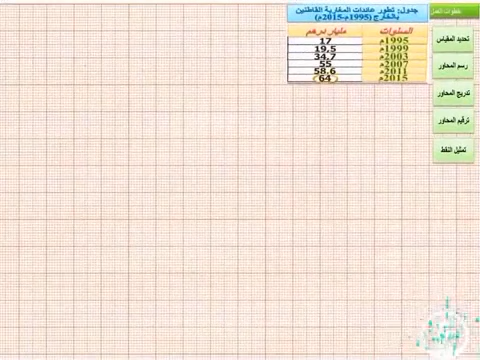 جدول: تطور عائدات المغاربة القاطنين
بالخارج (1995م-2015م)
السنوات مليار درهم
1995م 17
1999م 19,5
2003م 34,7
2007م 55
2011م 58,6
2015م 64
خطوات العمل
تحديد المقياس
رسم المحاور
تدريج المحاور
ترقيم المحاور
تمثيل النقط